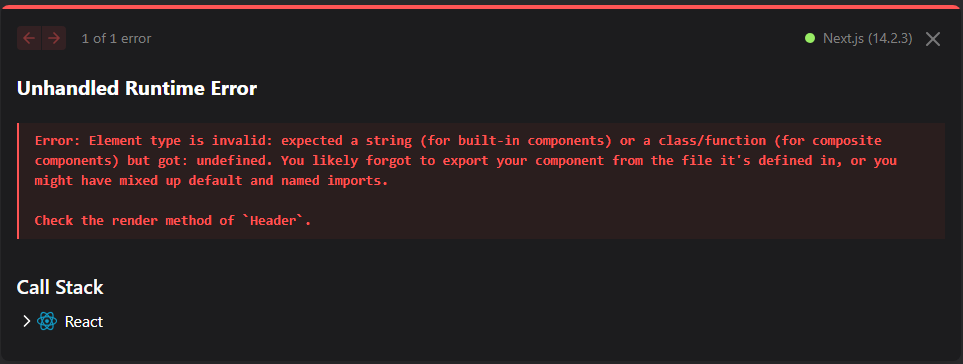 1 of 1 error
Next.js (14.2.3)
Unhandled Runtime Error
Error: Element type is invalid: expected a string (for built-in components) or a class/function (for composite
components) but got: undefined. You likely forgot to export your component from the file it's defined in, or you
might have mixed up default and named imports.
Check the render method of `Header`.
Call Stack
React